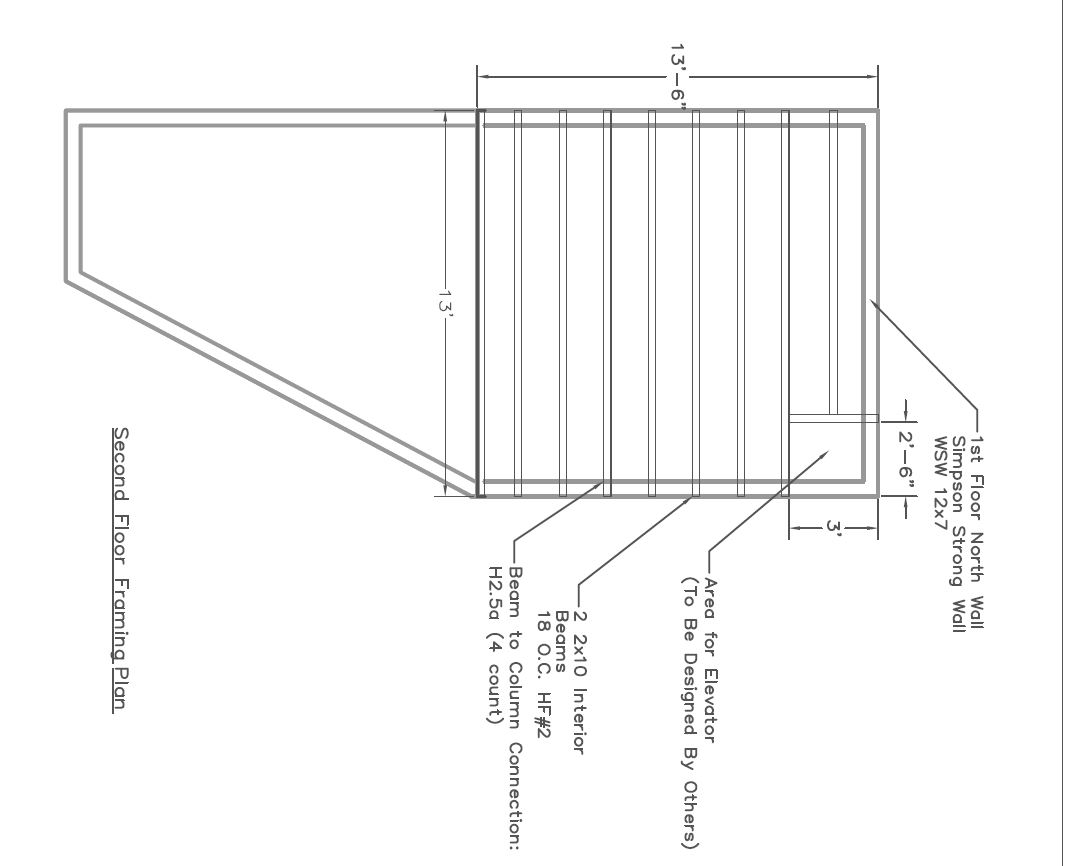 13'-6"
13'
2'-6"
3'
1st Floor North Wall
Simpson Strong Wall
WSW 12x7
Area for Elevator
(To Be Designed By Others)
2 2x10 Interior
Beams
18 O.C. HF#2
Beam to Column Connection:
H2.5a (4 count)
Second Floor Framing Plan